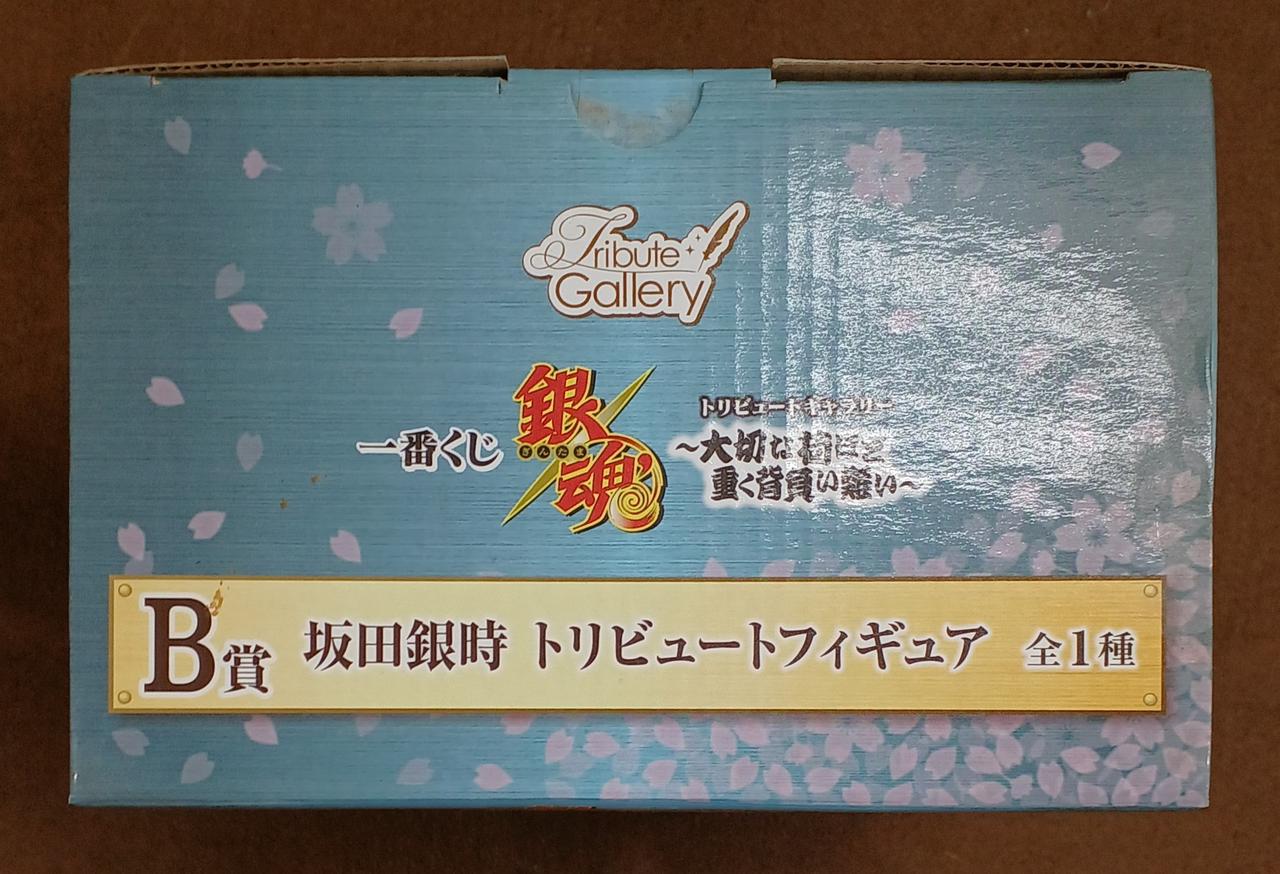 Tribute
Gallery
一番くじ
銀魂
ぎんたま
トリビュートギャラリー
~大切な物ほど
重く背負い難い~
B賞 坂田銀時 トリビュートフィギュア 全1種